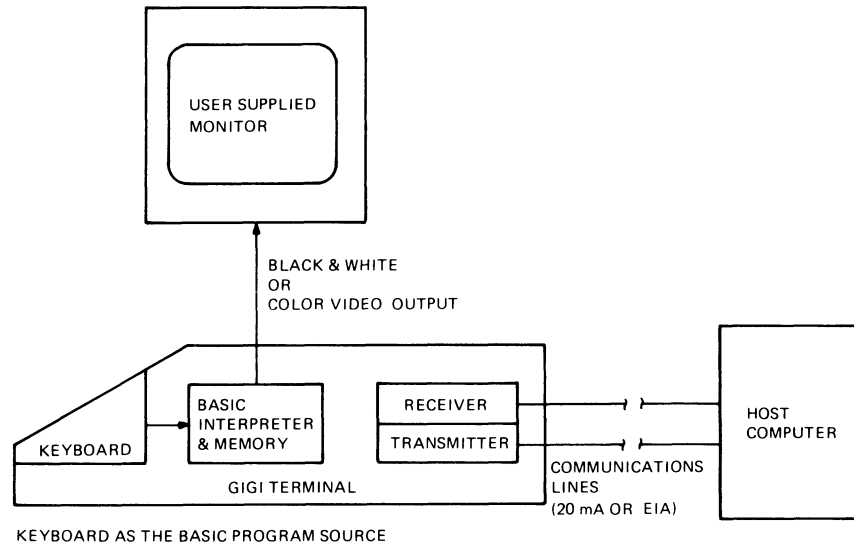 USER SUPPLIED
MONITOR
BLACK & WHITE
OR
COLOR VIDEO OUTPUT
KEYBOARD
BASIC
INTERPRETER
& MEMORY
RECEIVER
TRANSMITTER
GIGI TERMINAL
COMMUNICATIONS
LINES
(20 mA OR EIA)
HOST
COMPUTER
KEYBOARD AS THE BASIC PROGRAM SOURCE